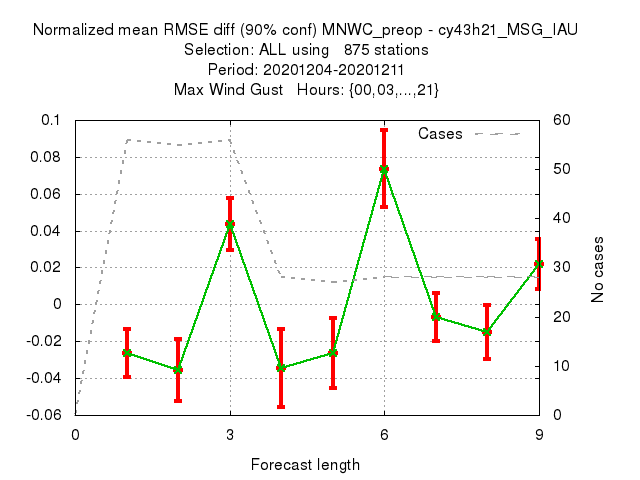 Normalized mean RMSE diff (90% conf) MNWC_preop - cy43h21_MSG_IAU
Selection: ALL using 875 stations
Period: 20201204-20201211
Max Wind Gust Hours: {00,03,...,21}
0.1
0.08
0.06
0.04
0.02
0
-0.02
-0.04
-0.06
Cases
60
50
40
30
20
10
0
No cases
0 3 6 9
Forecast length